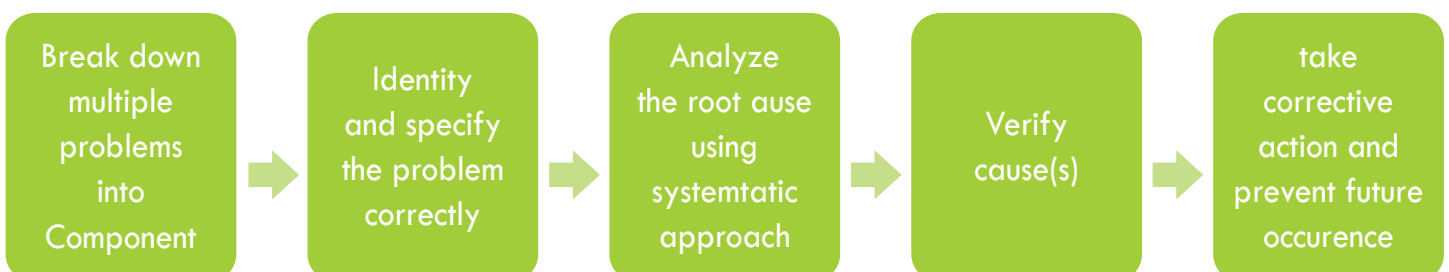 Break down
multiple
problems
into
Component
Identity
and specify
the problem
correctly
Analyze
the root ause
using
systemtatic
approach
Verify
cause(s)
take
corrective
action and
prevent future
occurence